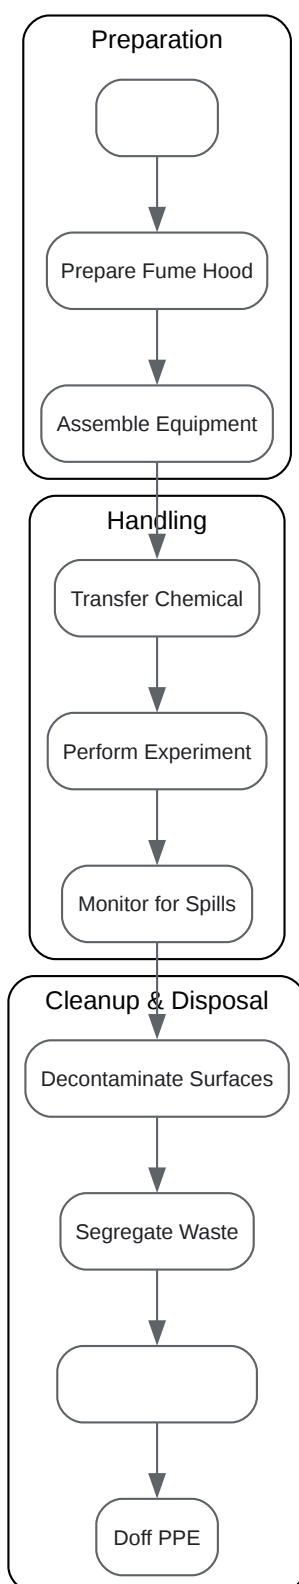 Preparation
Prepare Fume Hood
Assemble Equipment
Handling
Transfer Chemical
Perform Experiment
Monitor for Spills
Cleanup & Disposal
Decontaminate Surfaces
Segregate Waste
Doff PPE